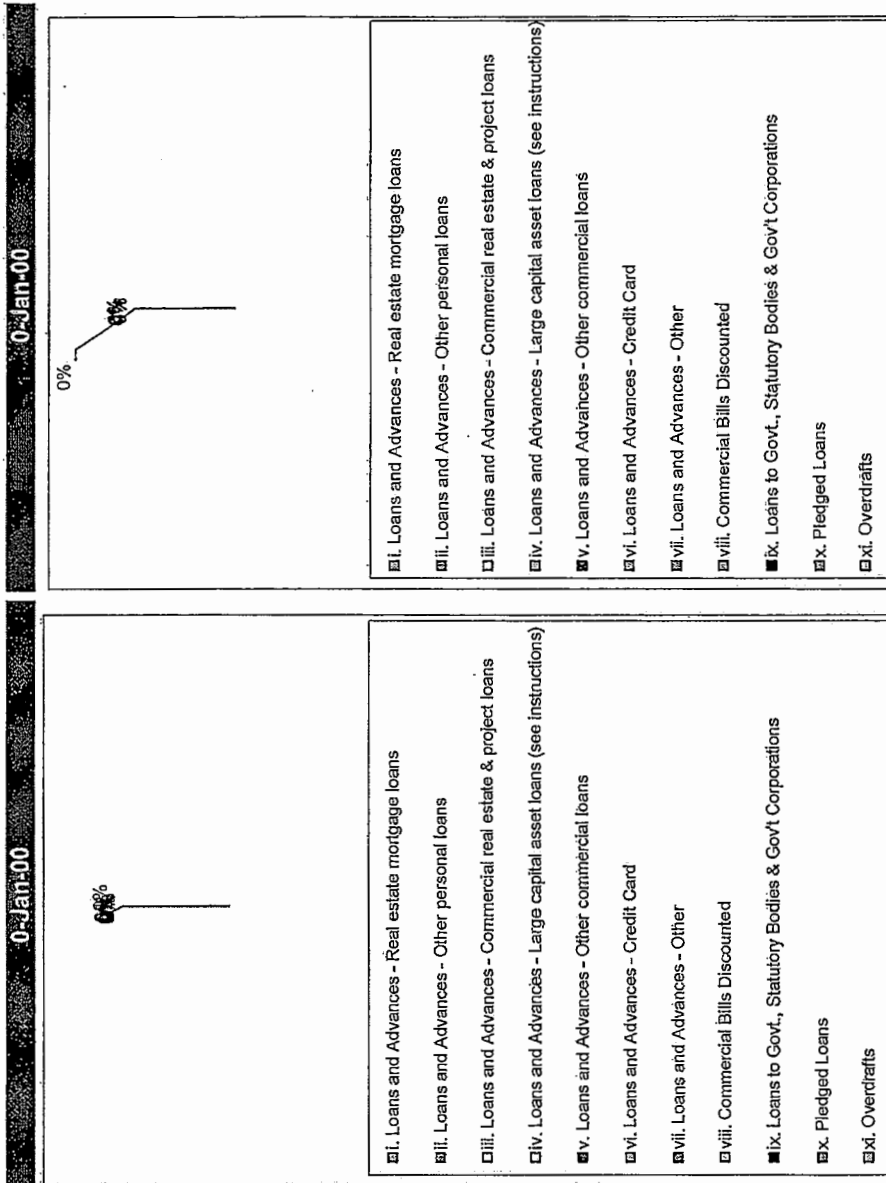 0-Jan-00
0%
0%
i. Loans and Advances - Real estate mortgage loans
ii. Loans and Advances - Other personal loans
iii. Loans and Advances - Commercial real estate & project loans
iv. Loans and Advances - Large capital asset loans (see instructions)
v. Loans and Advances - Other commercial loans
vi. Loans and Advances - Credit Card
vii. Loans and Advances - Other
viii. Commercial Bills Discounted
ix. Loans to Govt., Statutory Bodies & Gov't Corporations
x. Pledged Loans
xi. Overdrafts
0-Jan-00
0%
i. Loans and Advances - Real estate mortgage loans
ii. Loans and Advances - Other personal loans
iii. Loans and Advances - Commercial real estate & project loans
iv. Loans and Advances - Large capital asset loans (see instructions)
v. Loans and Advances - Other commercial loans
vi. Loans and Advances - Credit Card
vii. Loans and Advances - Other
viii. Commercial Bills Discounted
ix. Loans to Govt., Statutory Bodies & Gov't Corporations
x. Pledged Loans
xi. Overdrafts